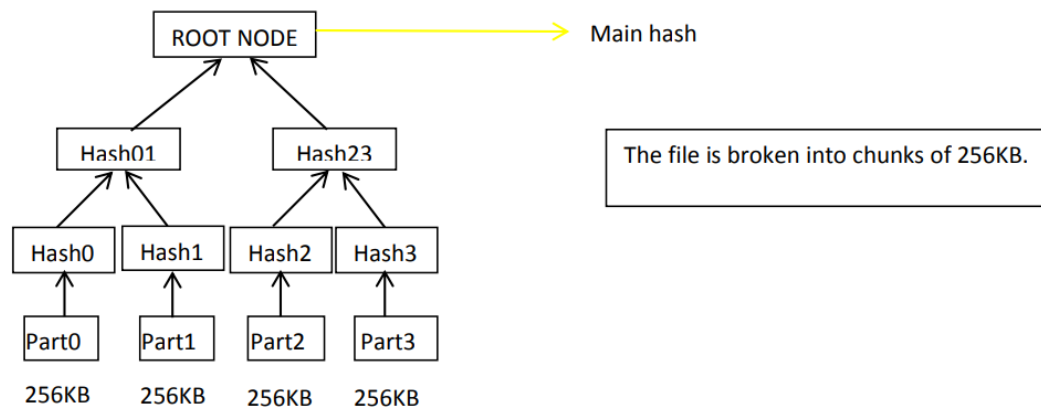 ROOT NODE
Main hash
Hash01
Hash23
The file is broken into chunks of 256KB.
Hash0
Hash1
Hash2
Hash3
Part0
Part1
Part2
Part3
256KB
256KB
256KB
256KB